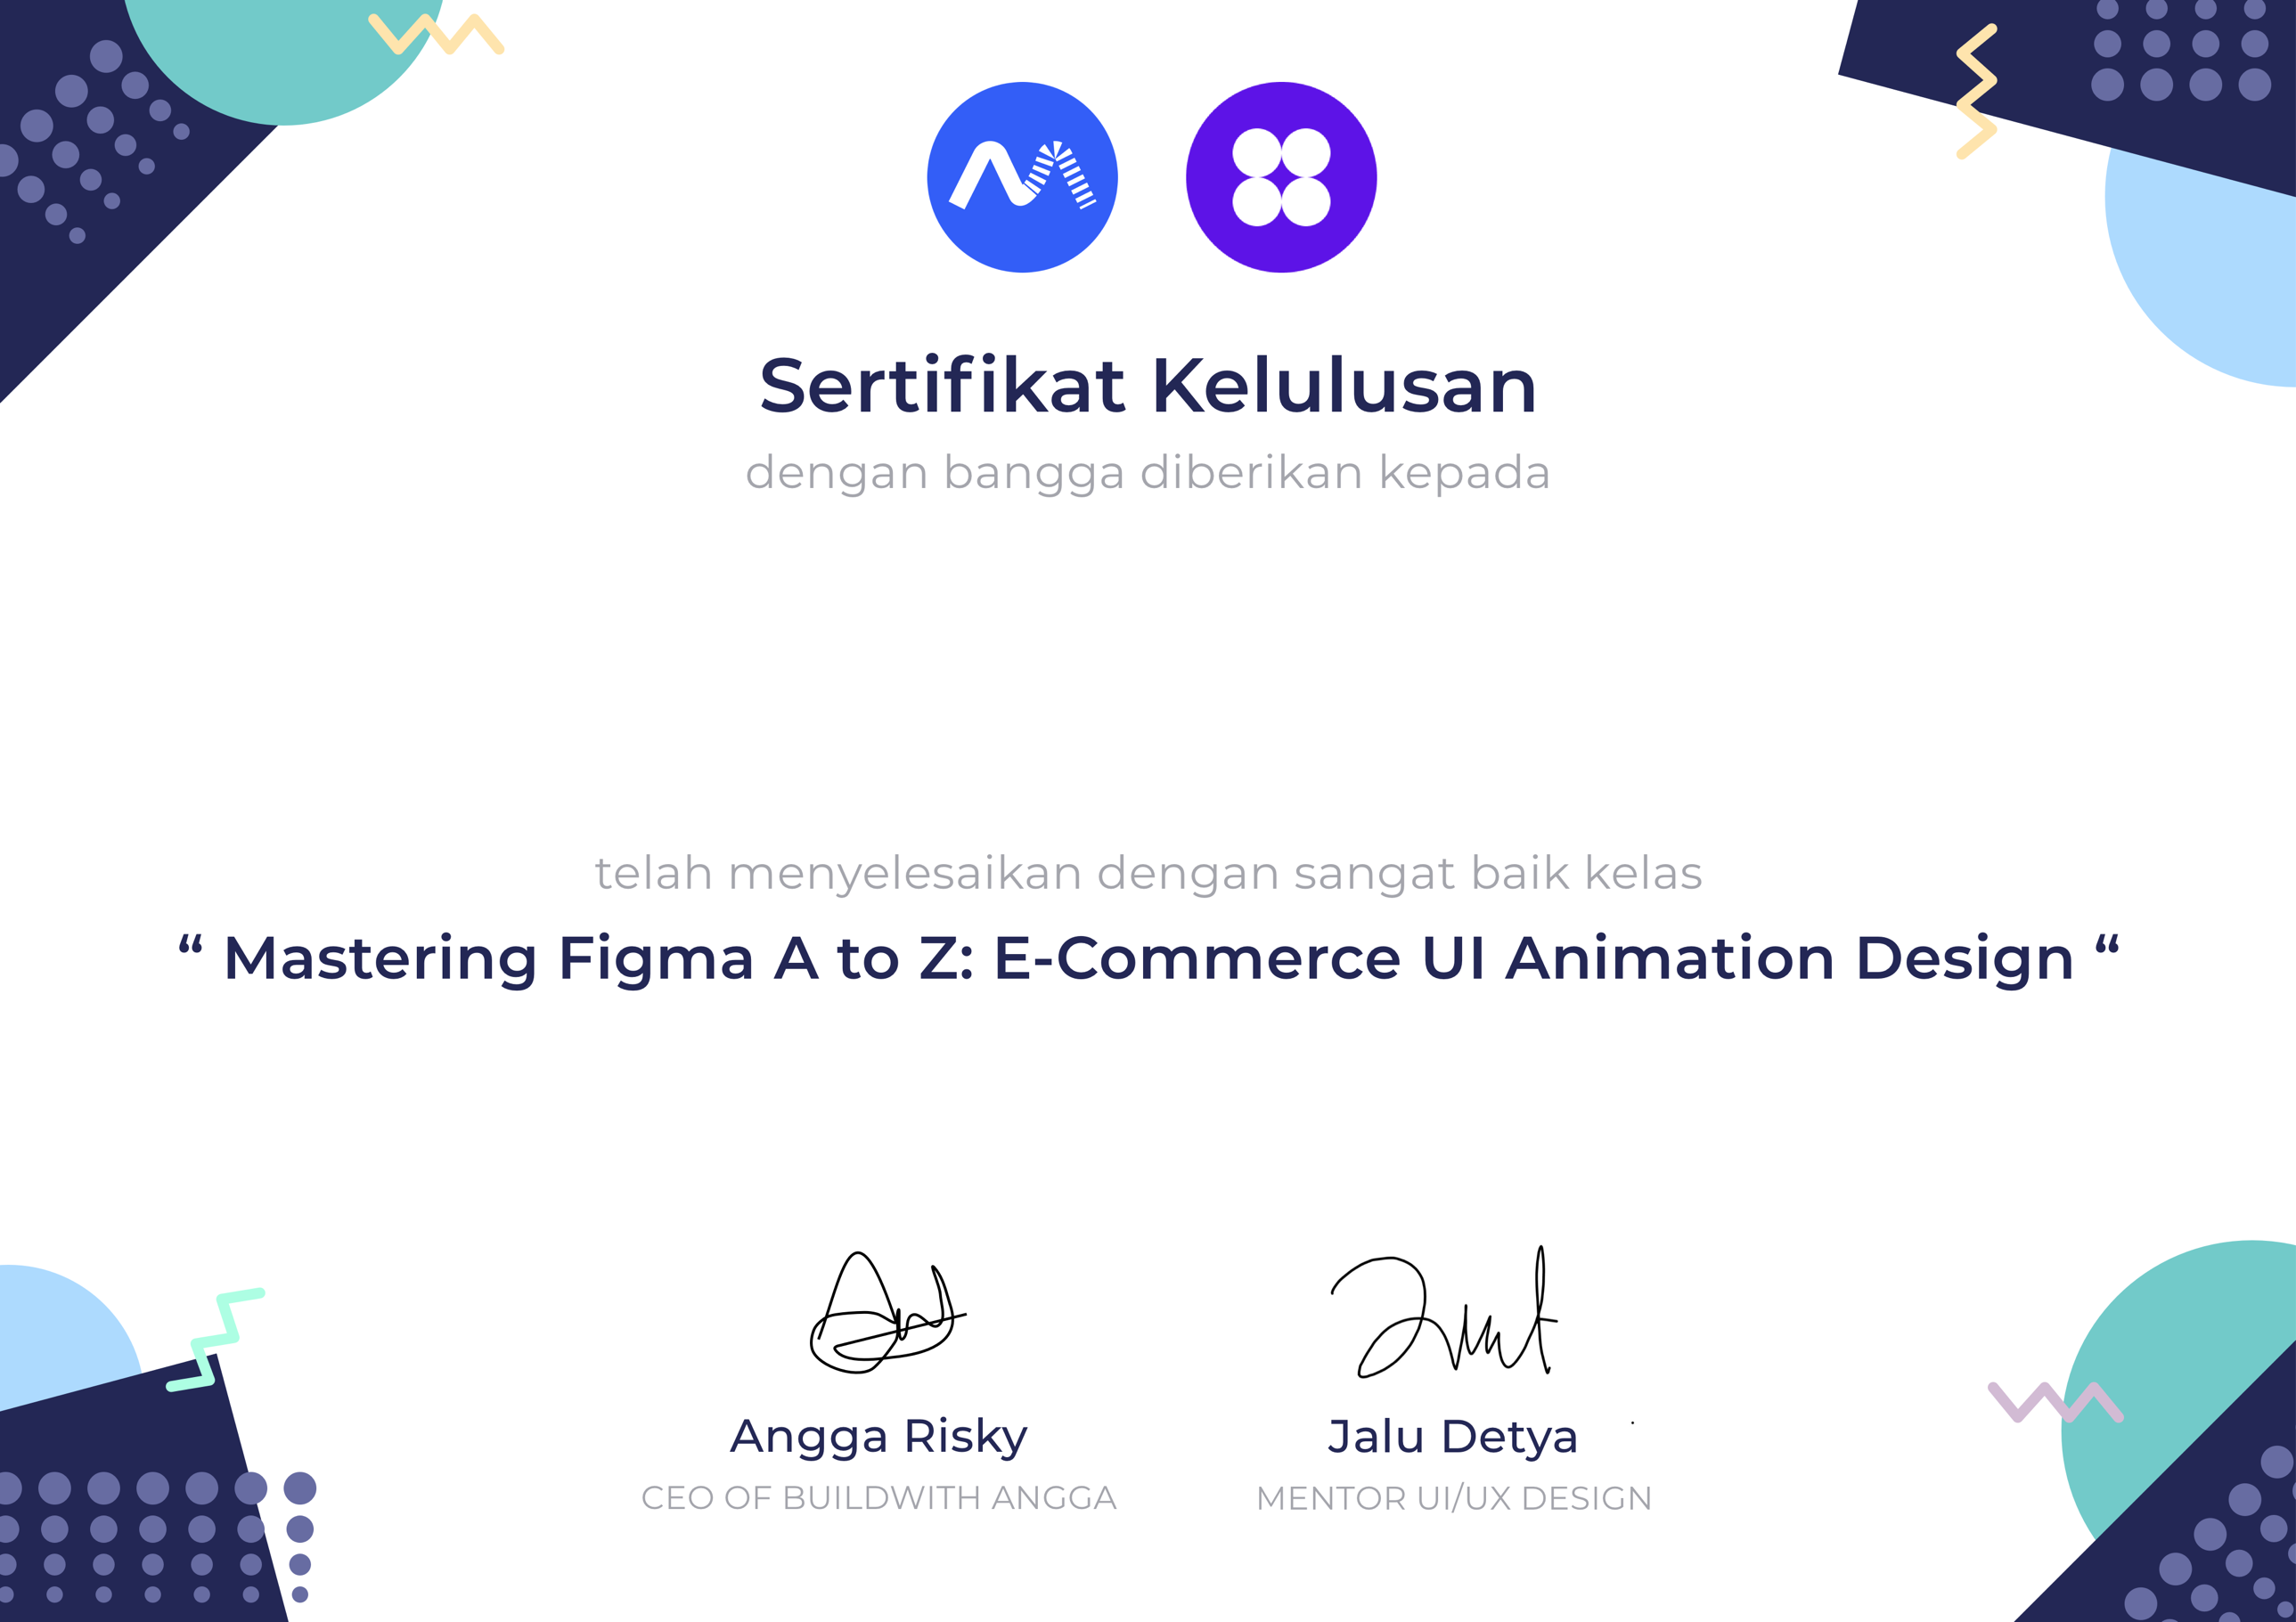 Sertifikat Kelulusan
dengan bangga diberikan kepada
telah menyelesaikan dengan sangat baik kelas
“ Mastering Figma A to Z: E-Commerce UI Animation Design “
Angga Risky
CEO OF BUILDWITH ANGGA
Jalu Detya
MENTOR UI/UX DESIGN